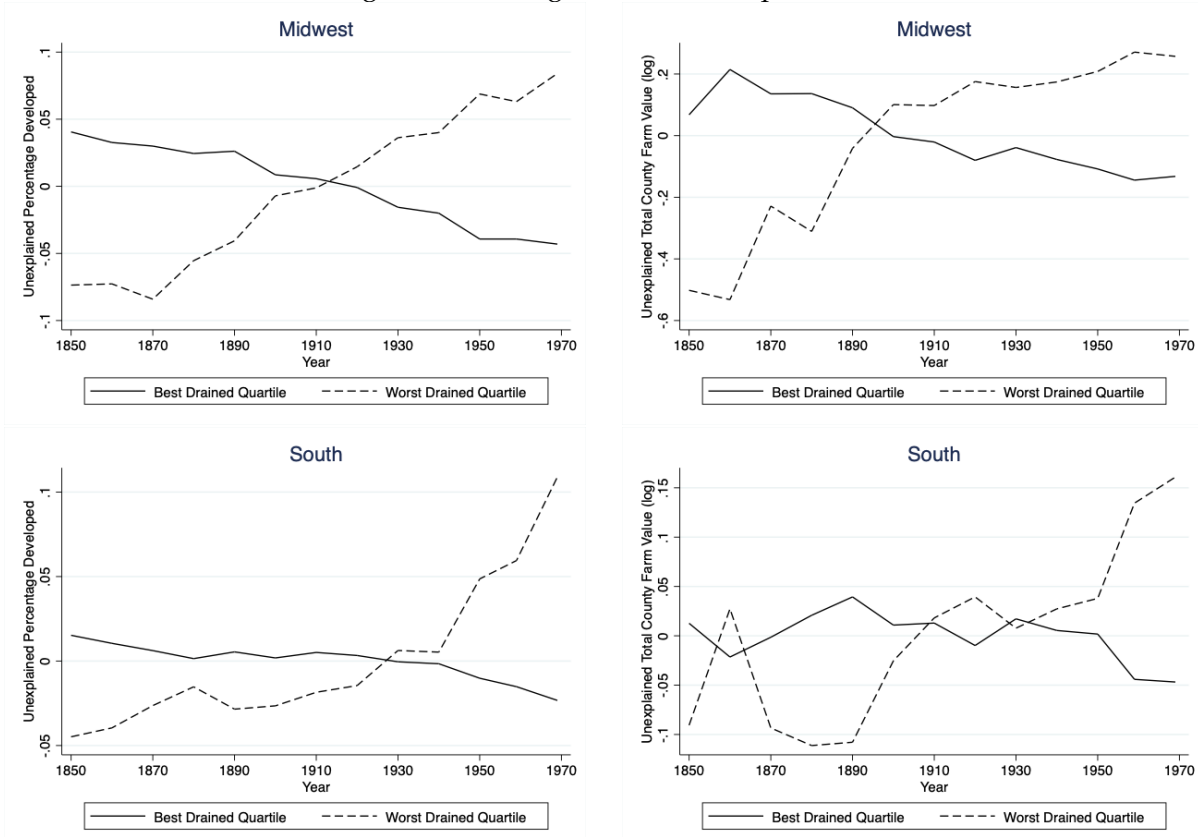 Midwest
Unexplained Percentage Developed
.1
.05
0
-.05
-.1
1850 1870 1890 1910 1930 1950 1970
Year
Best Drained Quartile Worst Drained Quartile
Midwest
Unexplained Total County Farm Value (log)
.2
0
-.2
-.4
-.6
1850 1870 1890 1910 1930 1950 1970
Year
Best Drained Quartile Worst Drained Quartile
South
Unexplained Percentage Developed
.1
.05
0
-.05
1850 1870 1890 1910 1930 1950 1970
Year
Best Drained Quartile Worst Drained Quartile
South
Unexplained Total County Farm Value (log)
.15
.1
.05
0
-.05
-.1
1850 1870 1890 1910 1930 1950 1970
Year
Best Drained Quartile Worst Drained Quartile